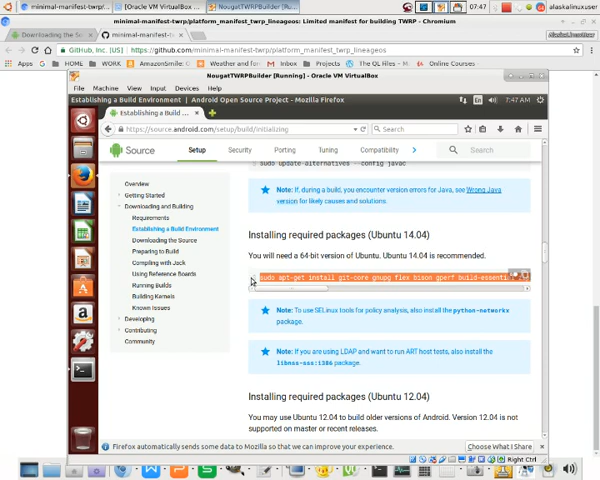 [Oracle VM VirtualBox]
NougatTWRPBuilder [Ru...
07:47
alaskalinuxuser
minimal-manifest-twrp/platform_manifest_twrp_lineageos: Limited manifest for building TWRP - Chromium
Downloading the So
minimal-manifest-t
GitHub, Inc. [US]
https://github.com/minimal-manifest-twrp/platform_manifest_twrp_lineageos
Apps
HOME
WORK
AmazonSmile: G
Weather
Other links
Projects
The QL Files - M
Online Courses
NougatTWRPBuilder [Running] - Oracle VM VirtualBox
File Machine View Input Devices Help
Establishing a Build Environment | Android Open Source Project - Mozilla Firefox
En
7:47 AM
Establishing a Build ...
https://source.android.com/setup/build/initializing
Search
Source
Setup
Security
Porting
Tuning
Compatibility
Search
sudo update-alternatives --config javac
Overview
Getting Started
Downloading and Building
Requirements
Establishing a Build Environment
Downloading the Source
Preparing to Build
Compiling with Jack
Using Reference Boards
Running Builds
Building Kernels
Known Issues
Developing
Contributing
Community
Note: If, during a build, you encounter version errors for Java, see Wrong Java
version for likely causes and solutions.
Installing required packages (Ubuntu 14.04)
You will need a 64-bit version of Ubuntu. Ubuntu 14.04 is recommended.
sudo apt-get install git-core gnupg flex bison gperf build-essenti
Note: To use SELinux tools for policy analysis, also install the python-networkx
package.
Note: If you are using LDAP and want to run ART host tests, also install the
libnss-sss:i386 package.
Installing required packages (Ubuntu 12.04)
You may use Ubuntu 12.04 to build older versions of Android. Version 12.04 is not
supported on master or recent releases.
Firefox automatically sends some data to Mozilla so that we can improve your experience.
Choose What I Share
Right Ctrl